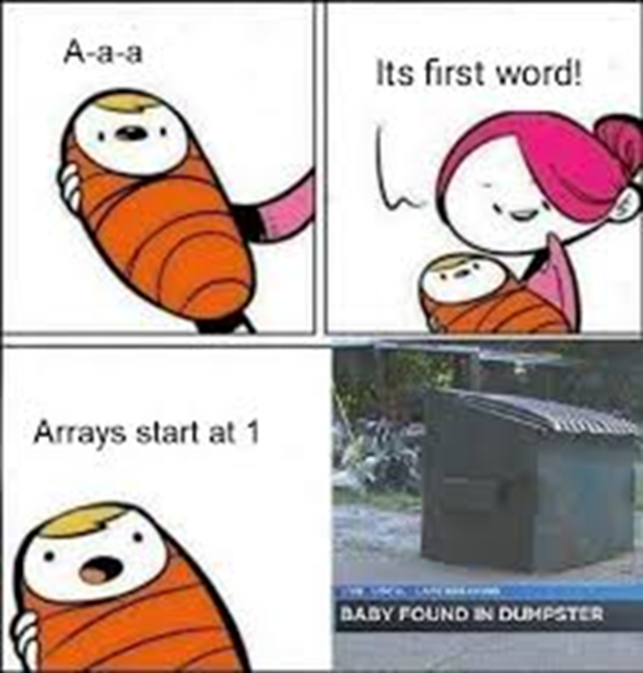 A-a-a
Its first word!
Arrays start at 1
BABY FOUND IN DUMPSTER